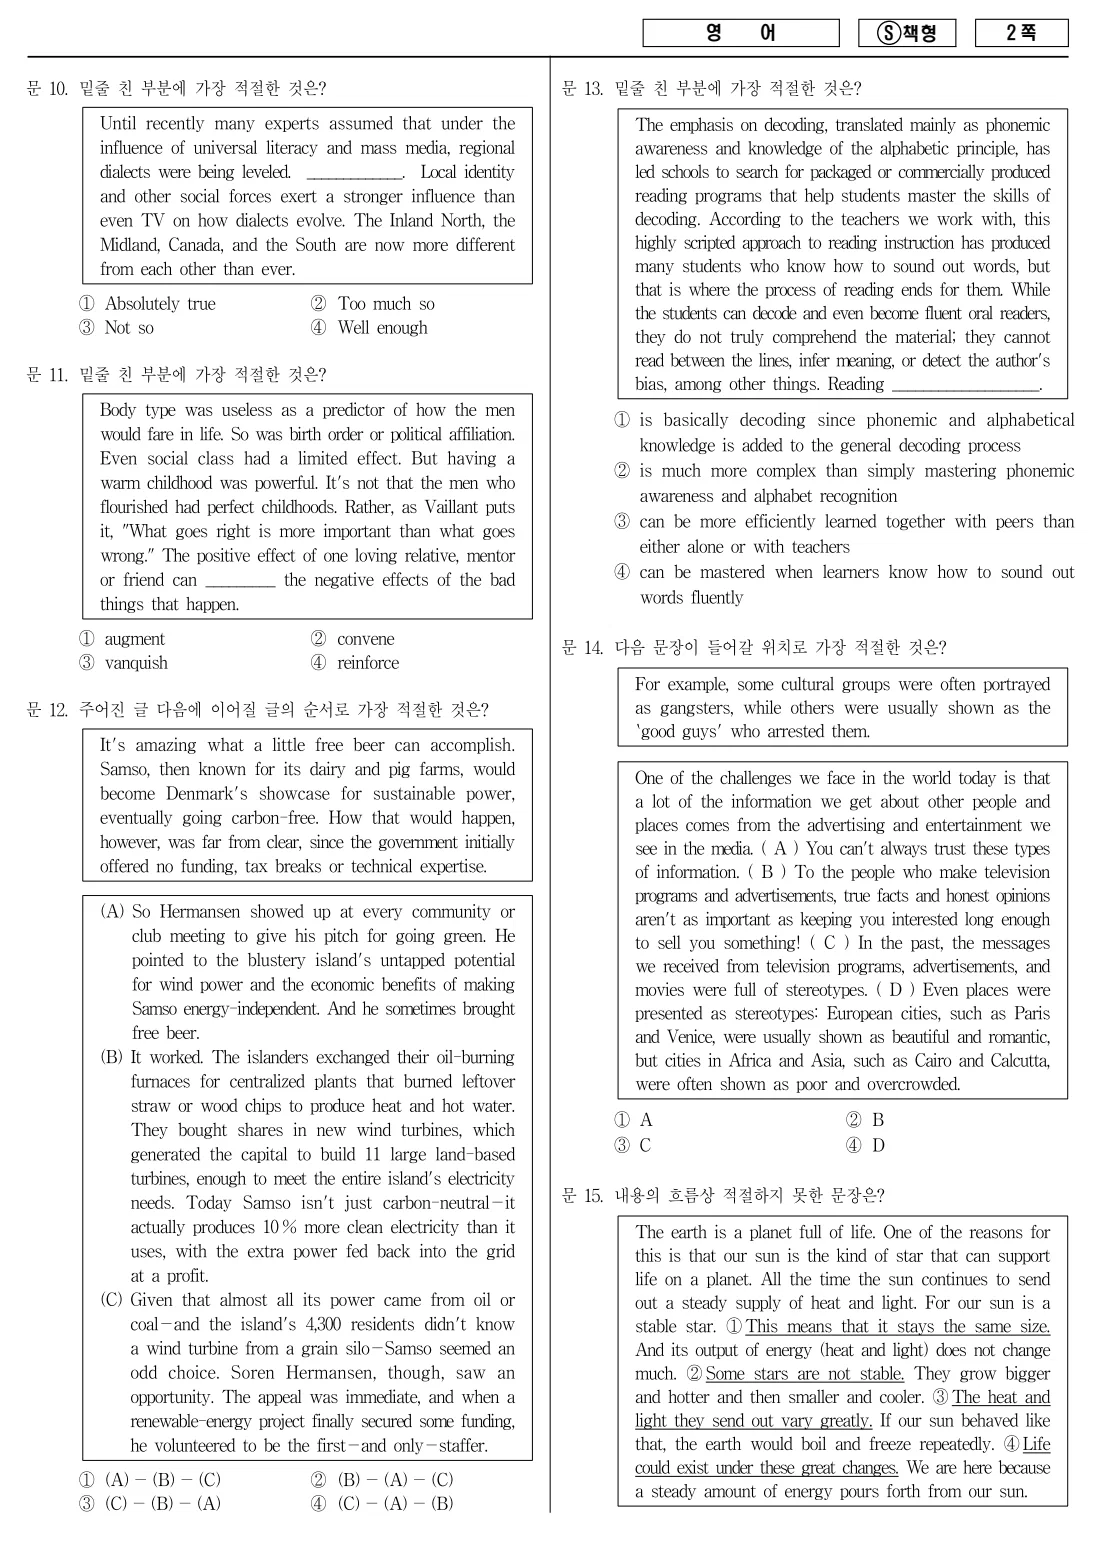 영 어
Ⓢ책형
2쪽
문 10. 밑줄 친 부분에 가장 적절한 것은?
Until recently many experts assumed that under the
influence of universal literacy and mass media, regional
dialects were being leveled. ____________. Local identity
and other social forces exert a stronger influence than
even TV on how dialects evolve. The Inland North, the
Midland, Canada, and the South are now more different
from each other than ever.
① Absolutely true ② Too much so
③ Not so ④ Well enough
문 11. 밑줄 친 부분에 가장 적절한 것은?
Body type was useless as a predictor of how the men
would fare in life. So was birth order or political affiliation.
Even social class had a limited effect. But having a
warm childhood was powerful. It's not that the men who
flourished had perfect childhoods. Rather, as Vaillant puts
it, "What goes right is more important than what goes
wrong." The positive effect of one loving relative, mentor
or friend can ________ the negative effects of the bad
things that happen.
① augment ② convene
③ vanquish ④ reinforce
문 12. 주어진 글 다음에 이어질 글의 순서로 가장 적절한 것은?
It's amazing what a little free beer can accomplish.
Samso, then known for its dairy and pig farms, would
become Denmark's showcase for sustainable power,
eventually going carbon-free. How that would happen,
however, was far from clear, since the government initially
offered no funding, tax breaks or technical expertise.
(A) So Hermansen showed up at every community or
club meeting to give his pitch for going green. He
pointed to the blustery island's untapped potential
for wind power and the economic benefits of making
Samso energy-independent. And he sometimes brought
free beer.
(B) It worked. The islanders exchanged their oil-burning
furnaces for centralized plants that burned leftover
straw or wood chips to produce heat and hot water.
They bought shares in new wind turbines, which
generated the capital to build 11 large land-based
turbines, enough to meet the entire island's electricity
needs. Today Samso isn't just carbon-neutral－it
actually produces 10 % more clean electricity than it
uses, with the extra power fed back into the grid
at a profit.
(C) Given that almost all its power came from oil or
coal－and the island's 4,300 residents didn't know
a wind turbine from a grain silo－Samso seemed an
odd choice. Soren Hermansen, though, saw an
opportunity. The appeal was immediate, and when a
renewable-energy project finally secured some funding,
he volunteered to be the first－and only－staffer.
① (A)－(B)－(C) ② (B)－(A)－(C)
③ (C)－(B)－(A) ④ (C)－(A)－(B)
문 13. 밑줄 친 부분에 가장 적절한 것은?
The emphasis on decoding, translated mainly as phonemic
awareness and knowledge of the alphabetic principle, has
led schools to search for packaged or commercially produced
reading programs that help students master the skills of
decoding. According to the teachers we work with, this
highly scripted approach to reading instruction has produced
many students who know how to sound out words, but
that is where the process of reading ends for them. While
the students can decode and even become fluent oral readers,
they do not truly comprehend the material; they cannot
read between the lines, infer meaning, or detect the author's
bias, among other things. Reading __________________.
① is basically decoding since phonemic and alphabetical
knowledge is added to the general decoding process
② is much more complex than simply mastering phonemic
awareness and alphabet recognition
③ can be more efficiently learned together with peers than
either alone or with teachers
④ can be mastered when learners know how to sound out
words fluently
문 14. 다음 문장이 들어갈 위치로 가장 적절한 것은?
For example, some cultural groups were often portrayed
as gangsters, while others were usually shown as the
‘good guys’ who arrested them.
One of the challenges we face in the world today is that
a lot of the information we get about other people and
places comes from the advertising and entertainment we
see in the media. ( A ) You can't always trust these types
of information. ( B ) To the people who make television
programs and advertisements, true facts and honest opinions
aren't as important as keeping you interested long enough
to sell you something! ( C ) In the past, the messages
we received from television programs, advertisements, and
movies were full of stereotypes. ( D ) Even places were
presented as stereotypes: European cities, such as Paris
and Venice, were usually shown as beautiful and romantic,
but cities in Africa and Asia, such as Cairo and Calcutta,
were often shown as poor and overcrowded.
① A ② B
③ C ④ D
문 15. 내용의 흐름상 적절하지 못한 문장은?
The earth is a planet full of life. One of the reasons for
this is that our sun is the kind of star that can support
life on a planet. All the time the sun continues to send
out a steady supply of heat and light. For our sun is a
stable star. ① This means that it stays the same size.
And its output of energy (heat and light) does not change
much. ② Some stars are not stable. They grow bigger
and hotter and then smaller and cooler. ③ The heat and
light they send out vary greatly. If our sun behaved like
that, the earth would boil and freeze repeatedly. ④ Life
could exist under these great changes. We are here because
a steady amount of energy pours forth from our sun.